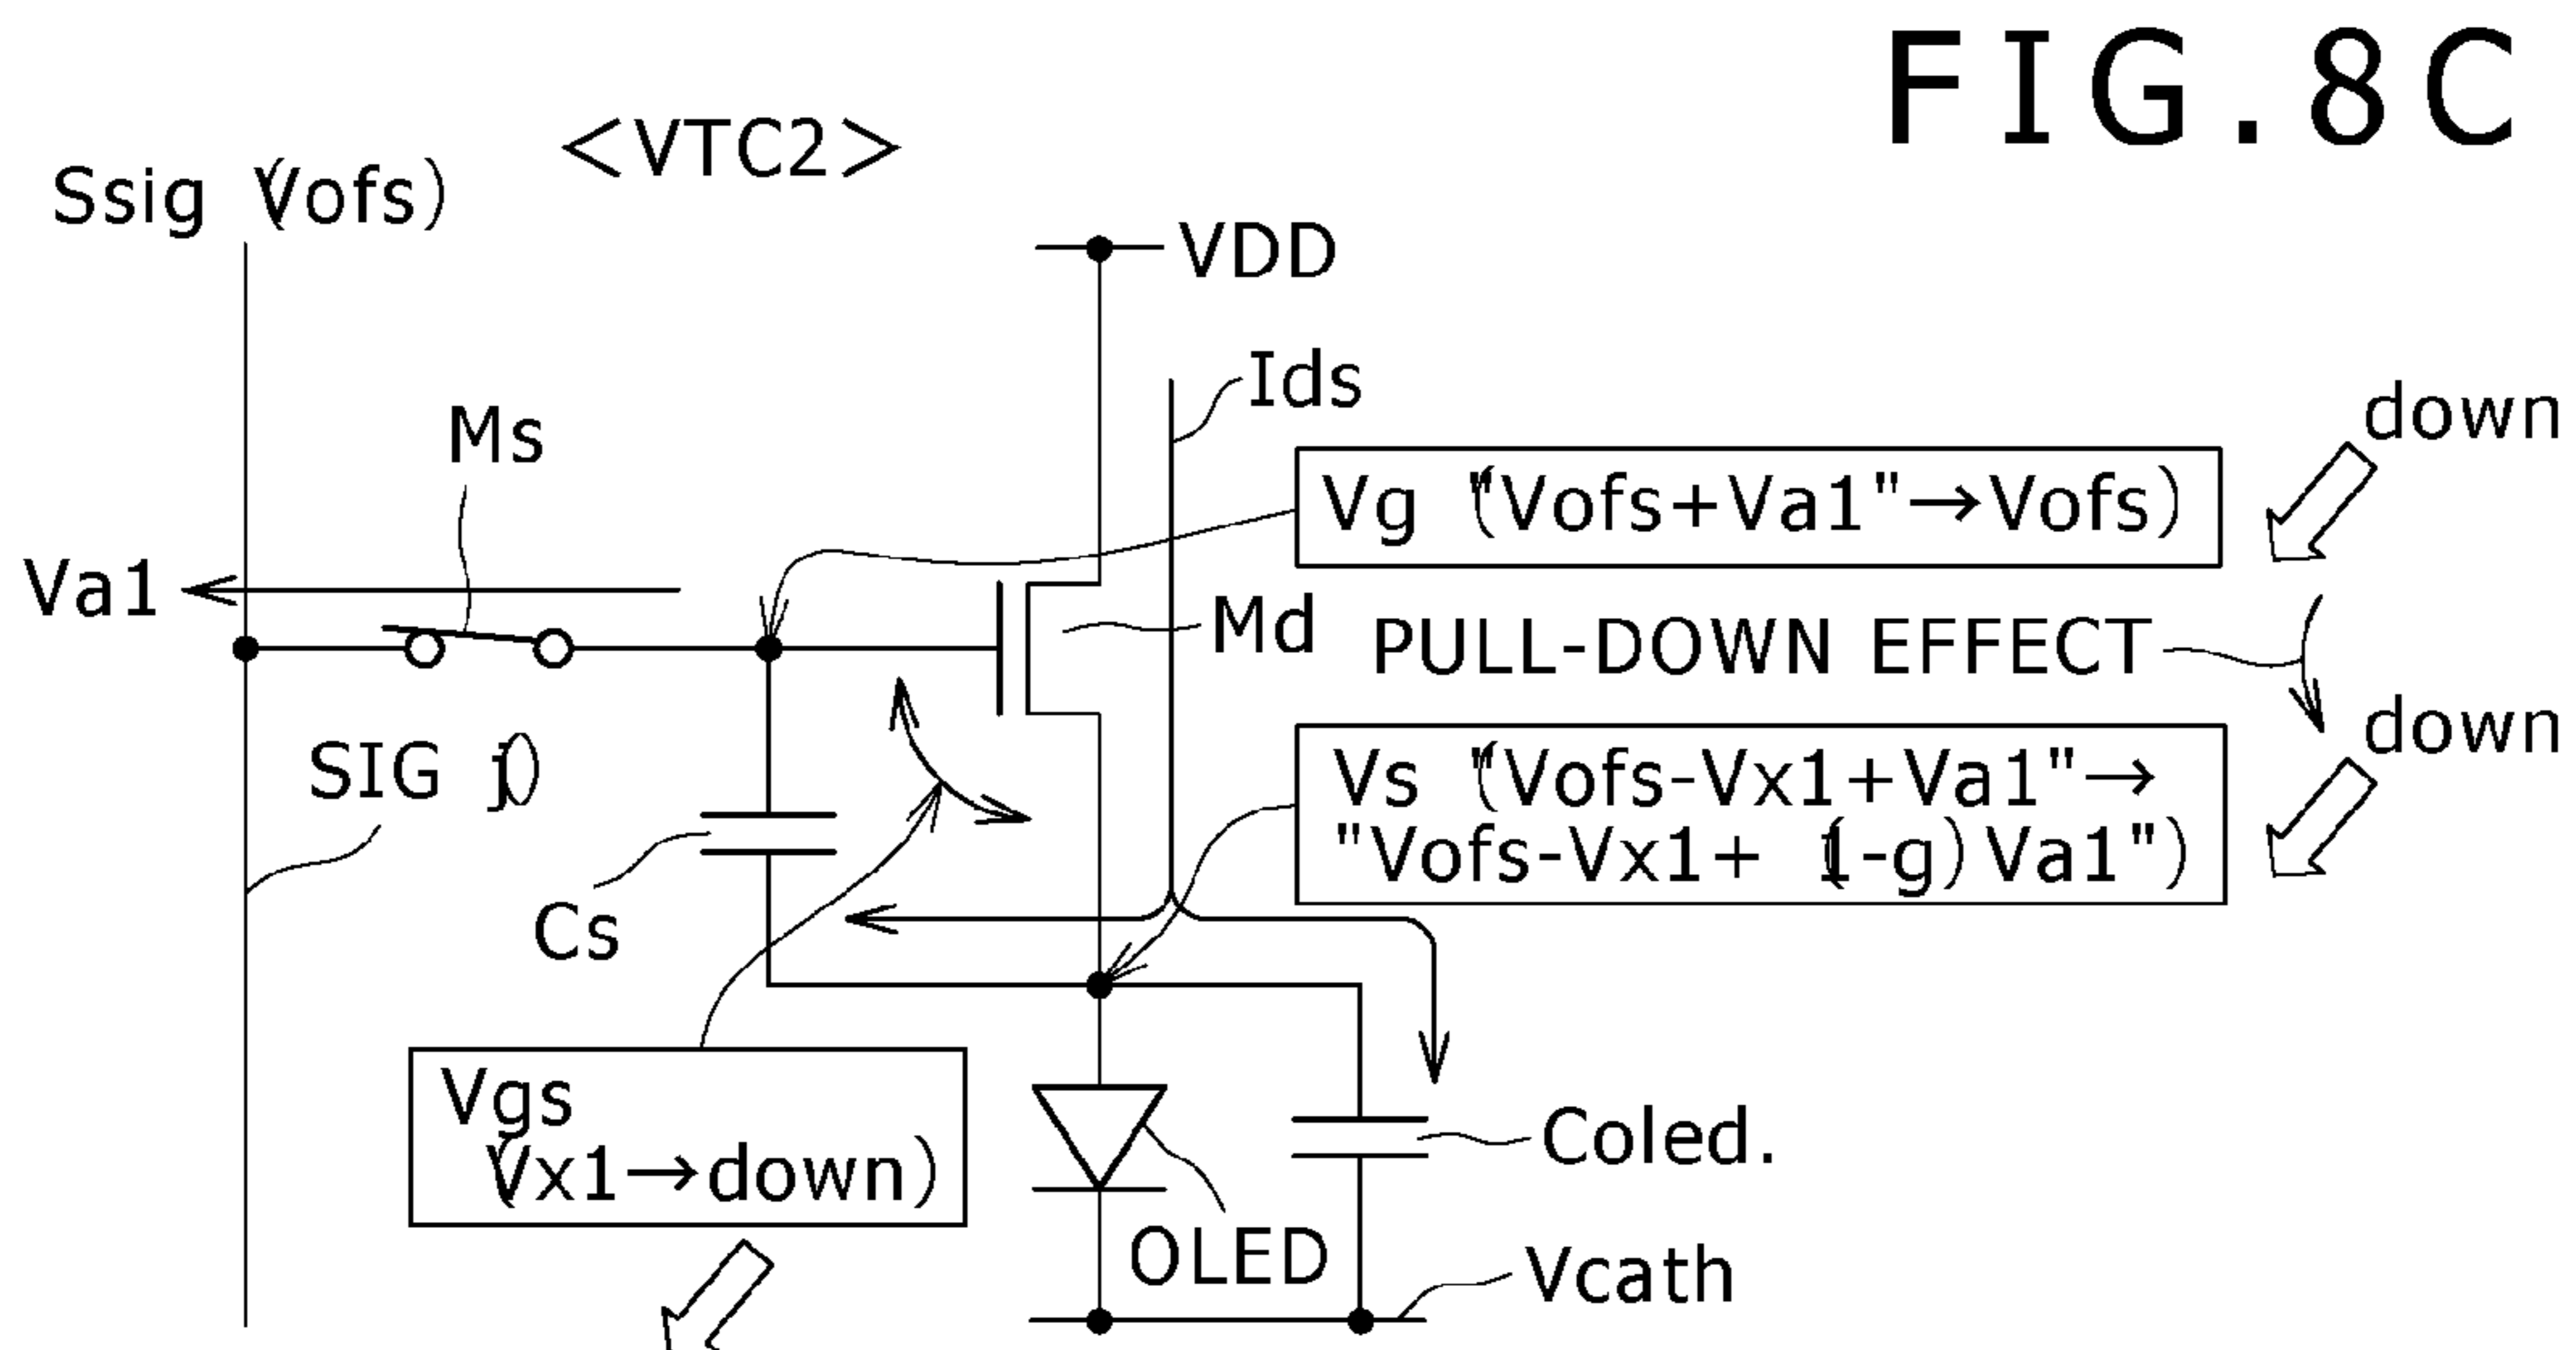 FIG.8C
<VTC2>
Ssig (Vofs)
VDD
Ids
down
Ms
Vg ("Vofs+Va1"→Vofs)
Va1
Md
PULL-DOWN EFFECT
down
SIG (j)
Vs ("Vofs-Vx1+Va1"→
"Vofs-Vx1+ (1-g) Va1")
Cs
Vgs
(Vx1→down)
Coled.
OLED
Vcath